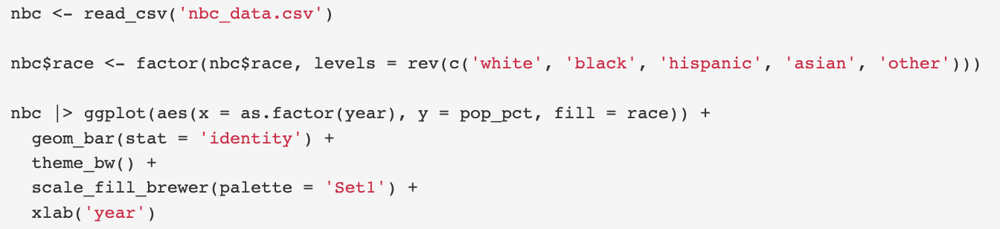 nbc <- read_csv('nbc_data.csv')
nbc$race <- factor(nbc$race, levels = rev(c('white', 'black', 'hispanic', 'asian', 'other')))
nbc |> ggplot(aes(x = as.factor(year), y = pop_pct, fill = race)) +
  geom_bar(stat = 'identity') +
  theme_bw() +
  scale_fill_brewer(palette = 'Set1') +
  xlab('year')